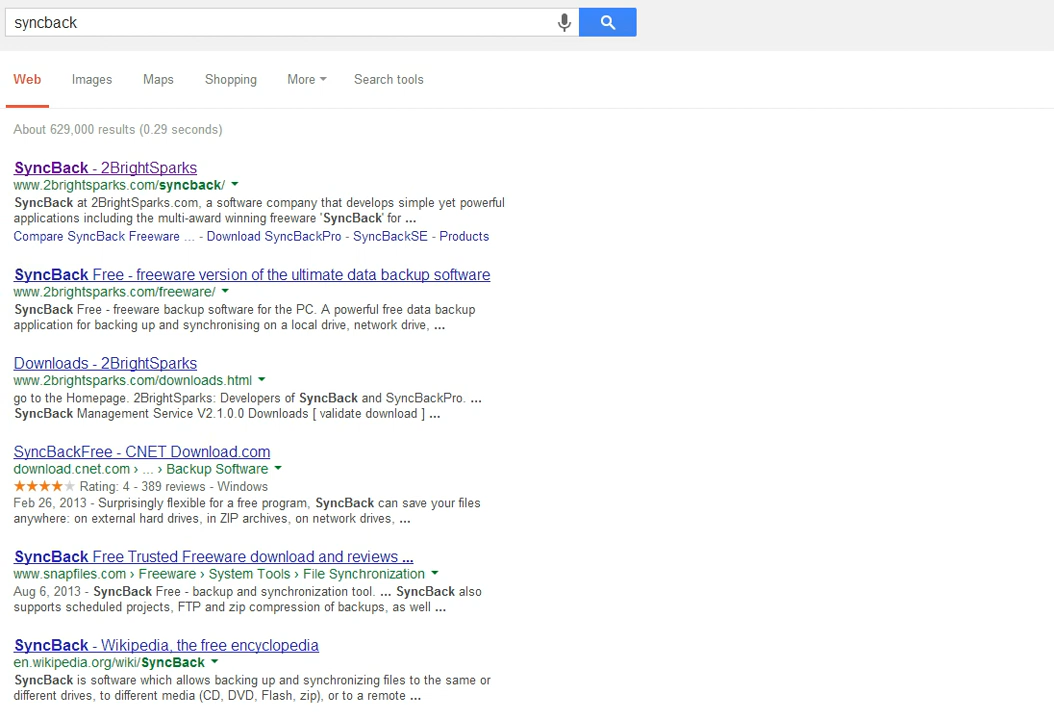 syncback
Web Images Maps Shopping More Search tools
About 629,000 results (0.29 seconds)
SyncBack - 2BrightSparks
www.2brightsparks.com/syncback/
SyncBack at 2BrightSparks.com, a software company that develops simple yet powerful
applications including the multi-award winning freeware 'SyncBack' for ...
Compare SyncBack Freeware ... - Download SyncBackPro - SyncBackSE - Products
SyncBack Free - freeware version of the ultimate data backup software
www.2brightsparks.com/freeware/
SyncBack Free - freeware backup software for the PC. A powerful free data backup
application for backing up and synchronising on a local drive, network drive, ...
Downloads - 2BrightSparks
www.2brightsparks.com/downloads.html
go to the Homepage. 2BrightSparks: Developers of SyncBack and SyncBackPro. ...
SyncBack Management Service V2.1.0.0 Downloads [ validate download ] ...
SyncBackFree - CNET Download.com
download.cnet.com › ... › Backup Software
Rating: 4 - 389 reviews - Windows
Feb 26, 2013 - Surprisingly flexible for a free program, SyncBack can save your files
anywhere: on external hard drives, in ZIP archives, on network drives, ...
SyncBack Free Trusted Freeware download and reviews ...
www.snapfiles.com › Freeware › System Tools › File Synchronization
Aug 6, 2013 - SyncBack Free - backup and synchronization tool. ... SyncBack also
supports scheduled projects, FTP and zip compression of backups, as well ...
SyncBack - Wikipedia, the free encyclopedia
en.wikipedia.org/wiki/SyncBack
SyncBack is software which allows backing up and synchronizing files to the same or
different drives, to different media (CD, DVD, Flash, zip), or to a remote ...